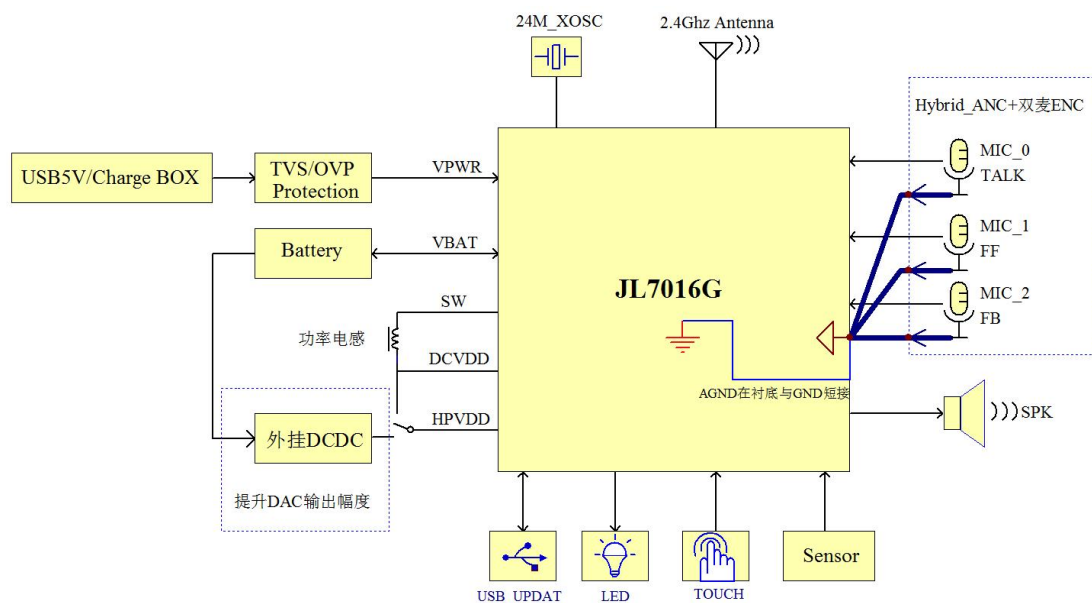 24M_XOSC
2.4Ghz Antenna
Hybrid_ANC+双麦ENC
MIC_0
TALK
USB5V/Charge BOX
TVS/OVP
Protection
VPWR
MIC_1
FF
Battery
VBAT
JL7016G
MIC_2
FB
SW
功率电感
DCVDD
AGND在衬底与GND短接
HPVDD
外挂DCDC
SPK
提升DAC输出幅度
Sensor
USB UPDAT
LED
TOUCH